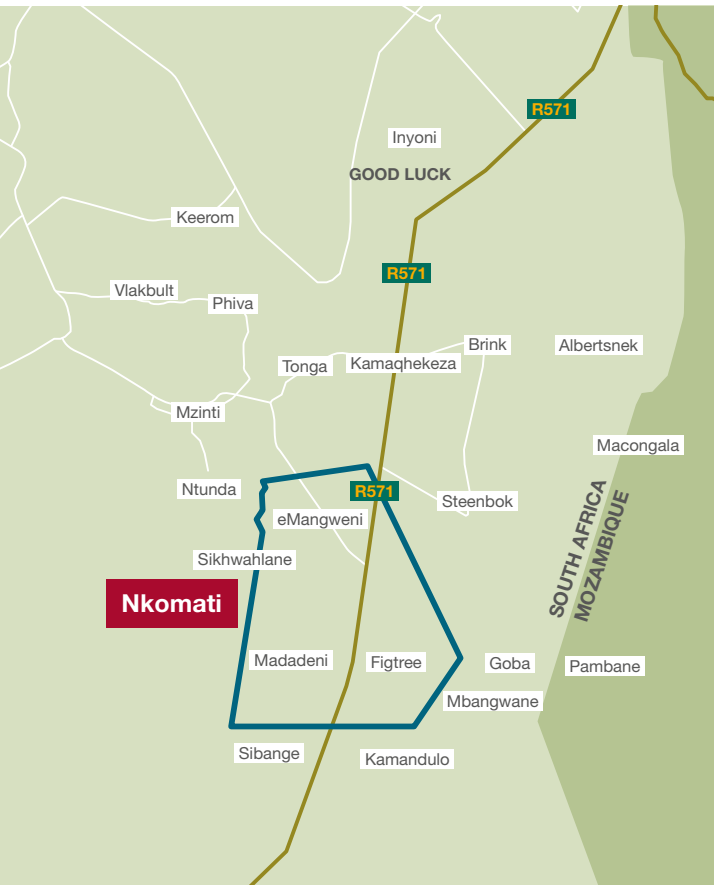 R571
Inyoni
GOOD LUCK
Keerom
R571
Vlakbult
Phiva
Brink
Albertsnek
Tonga
Kamaqhekeza
Mzinti
Macongala
Ntunda
R571
Steenbok
eMangweni
SOUTH AFRICA
MOZAMBIQUE
Sikhwahlane
Nkomati
Madadeni
Figtree
Goba
Pambane
Mbangwane
Sibange
Kamandulo